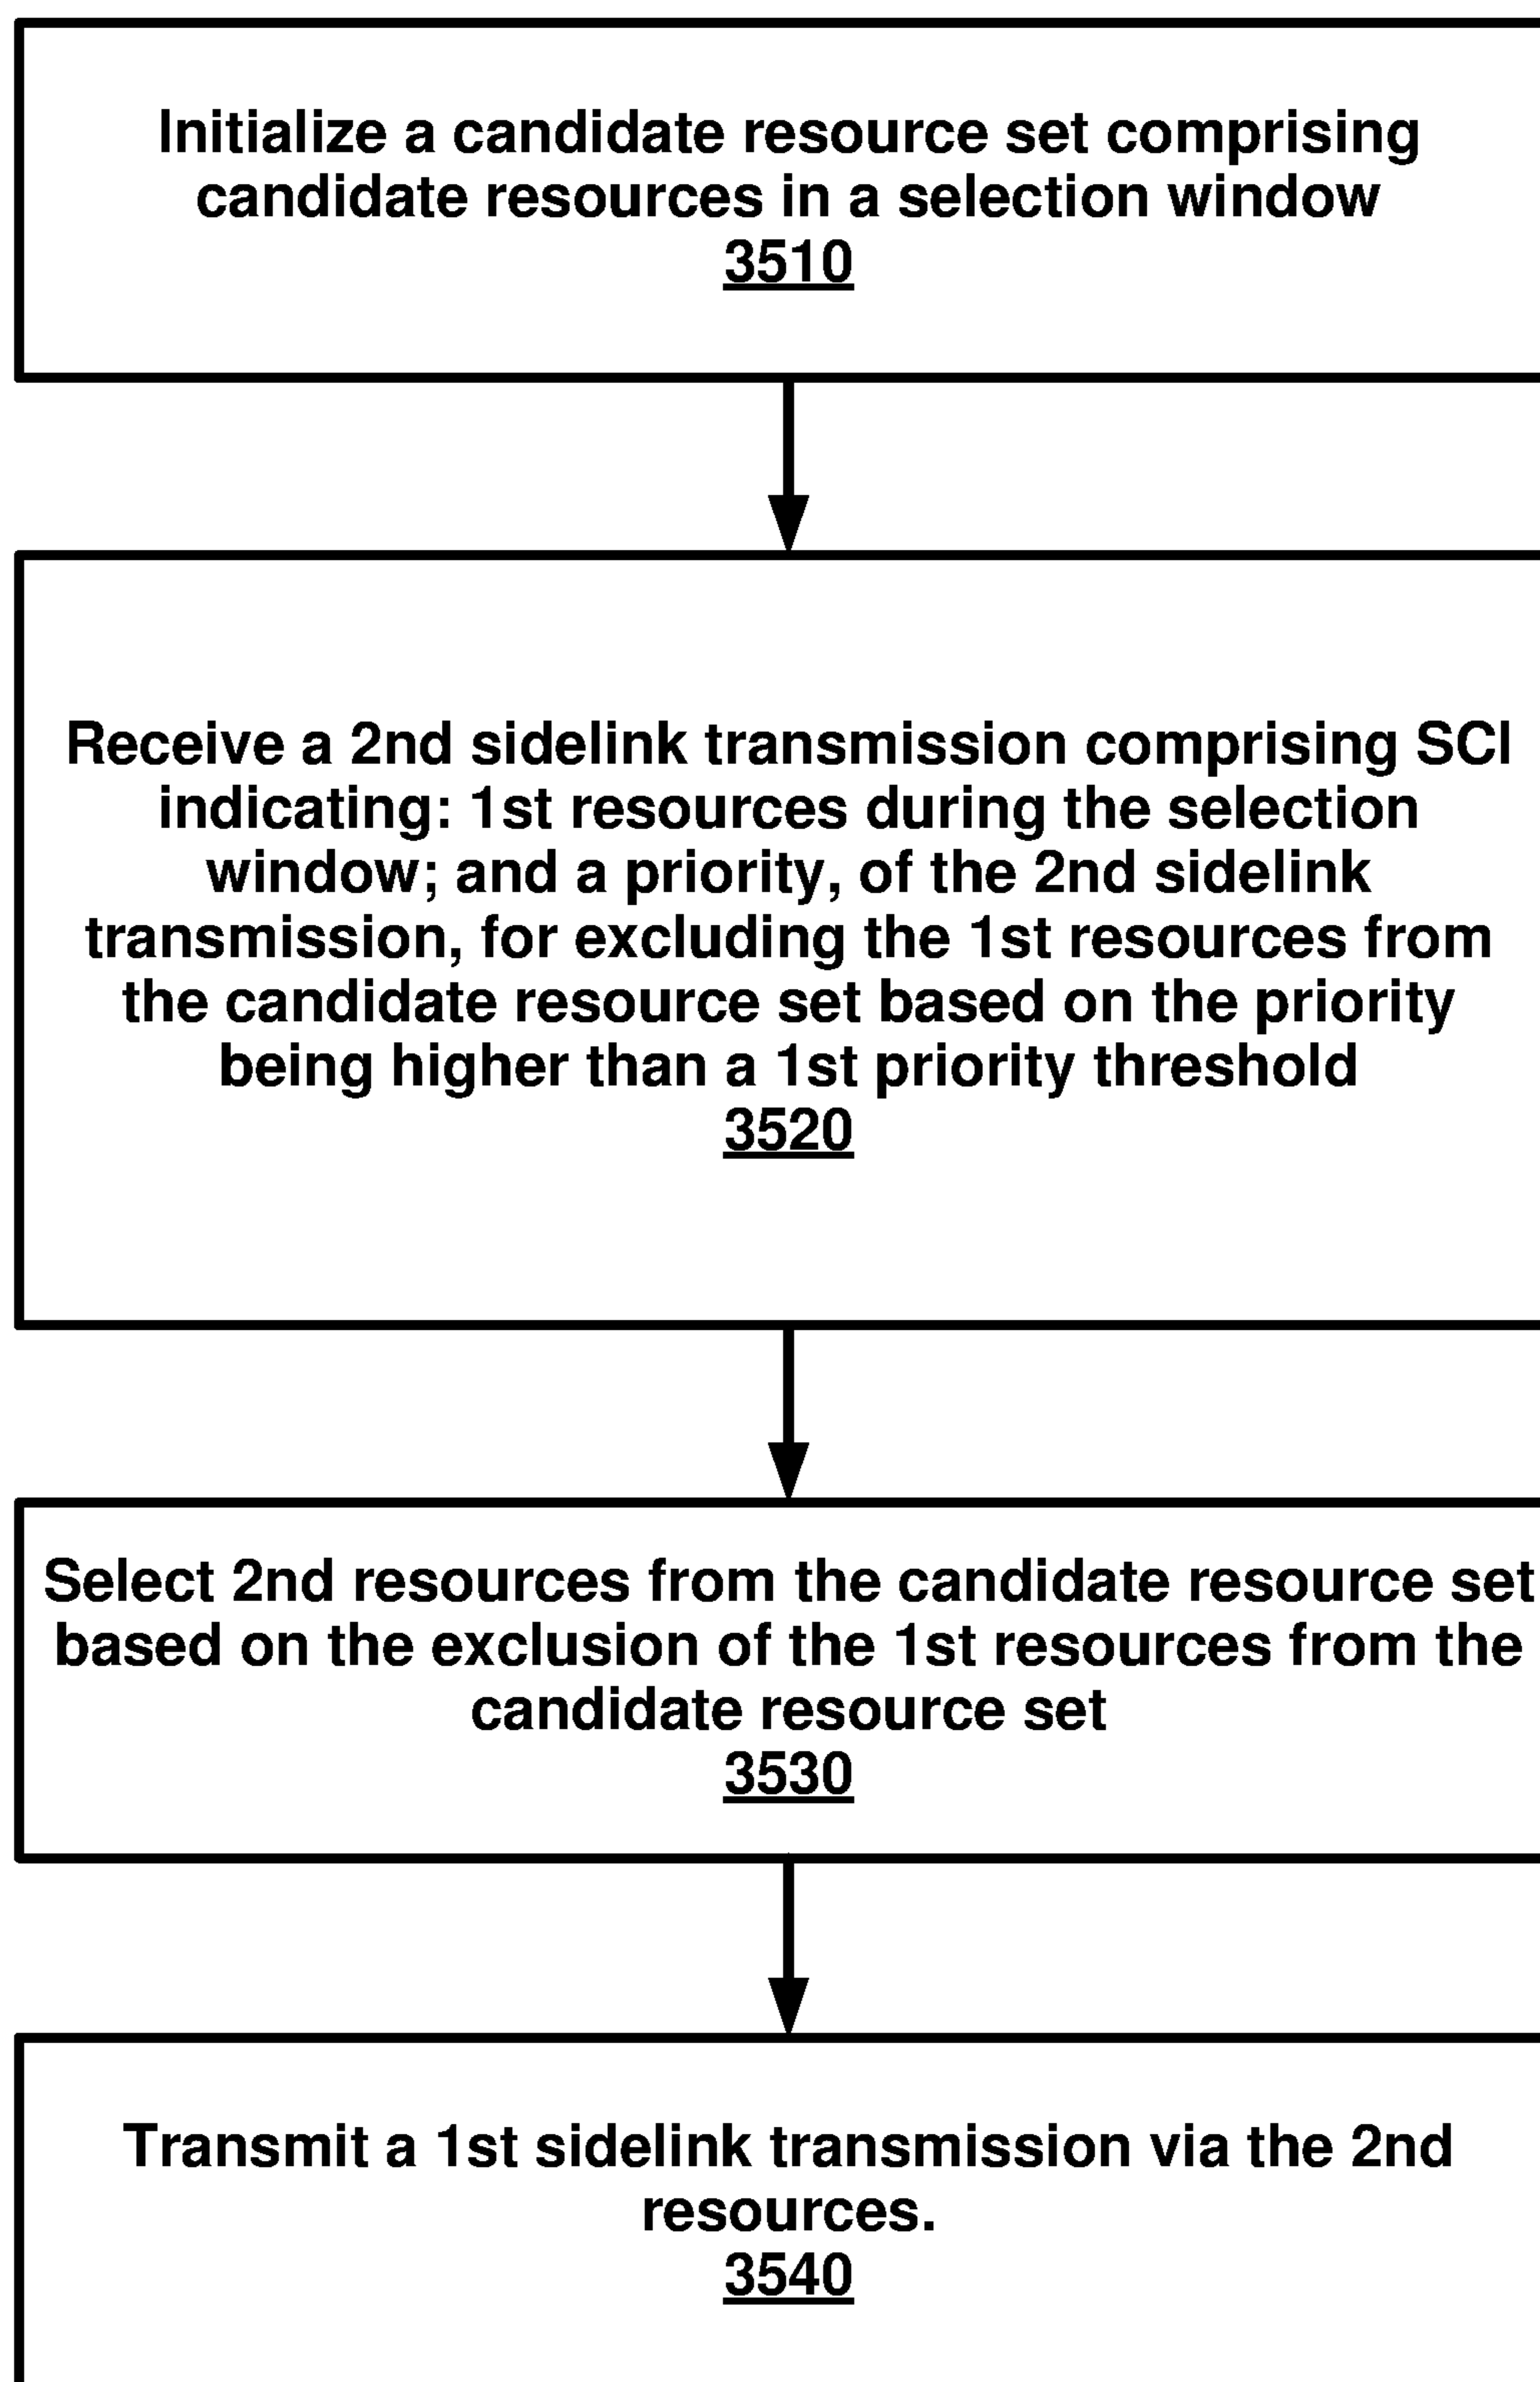 Initialize a candidate resource set comprising
candidate resources in a selection window
3510
Receive a 2nd sidelink transmission comprising SCI
indicating: 1st resources during the selection
window; and a priority, of the 2nd sidelink
transmission, for excluding the 1st resources from
the candidate resource set based on the priority
being higher than a 1st priority threshold
3520
Select 2nd resources from the candidate resource set
based on the exclusion of the 1st resources from the
candidate resource set
3530
Transmit a 1st sidelink transmission via the 2nd
resources.
3540